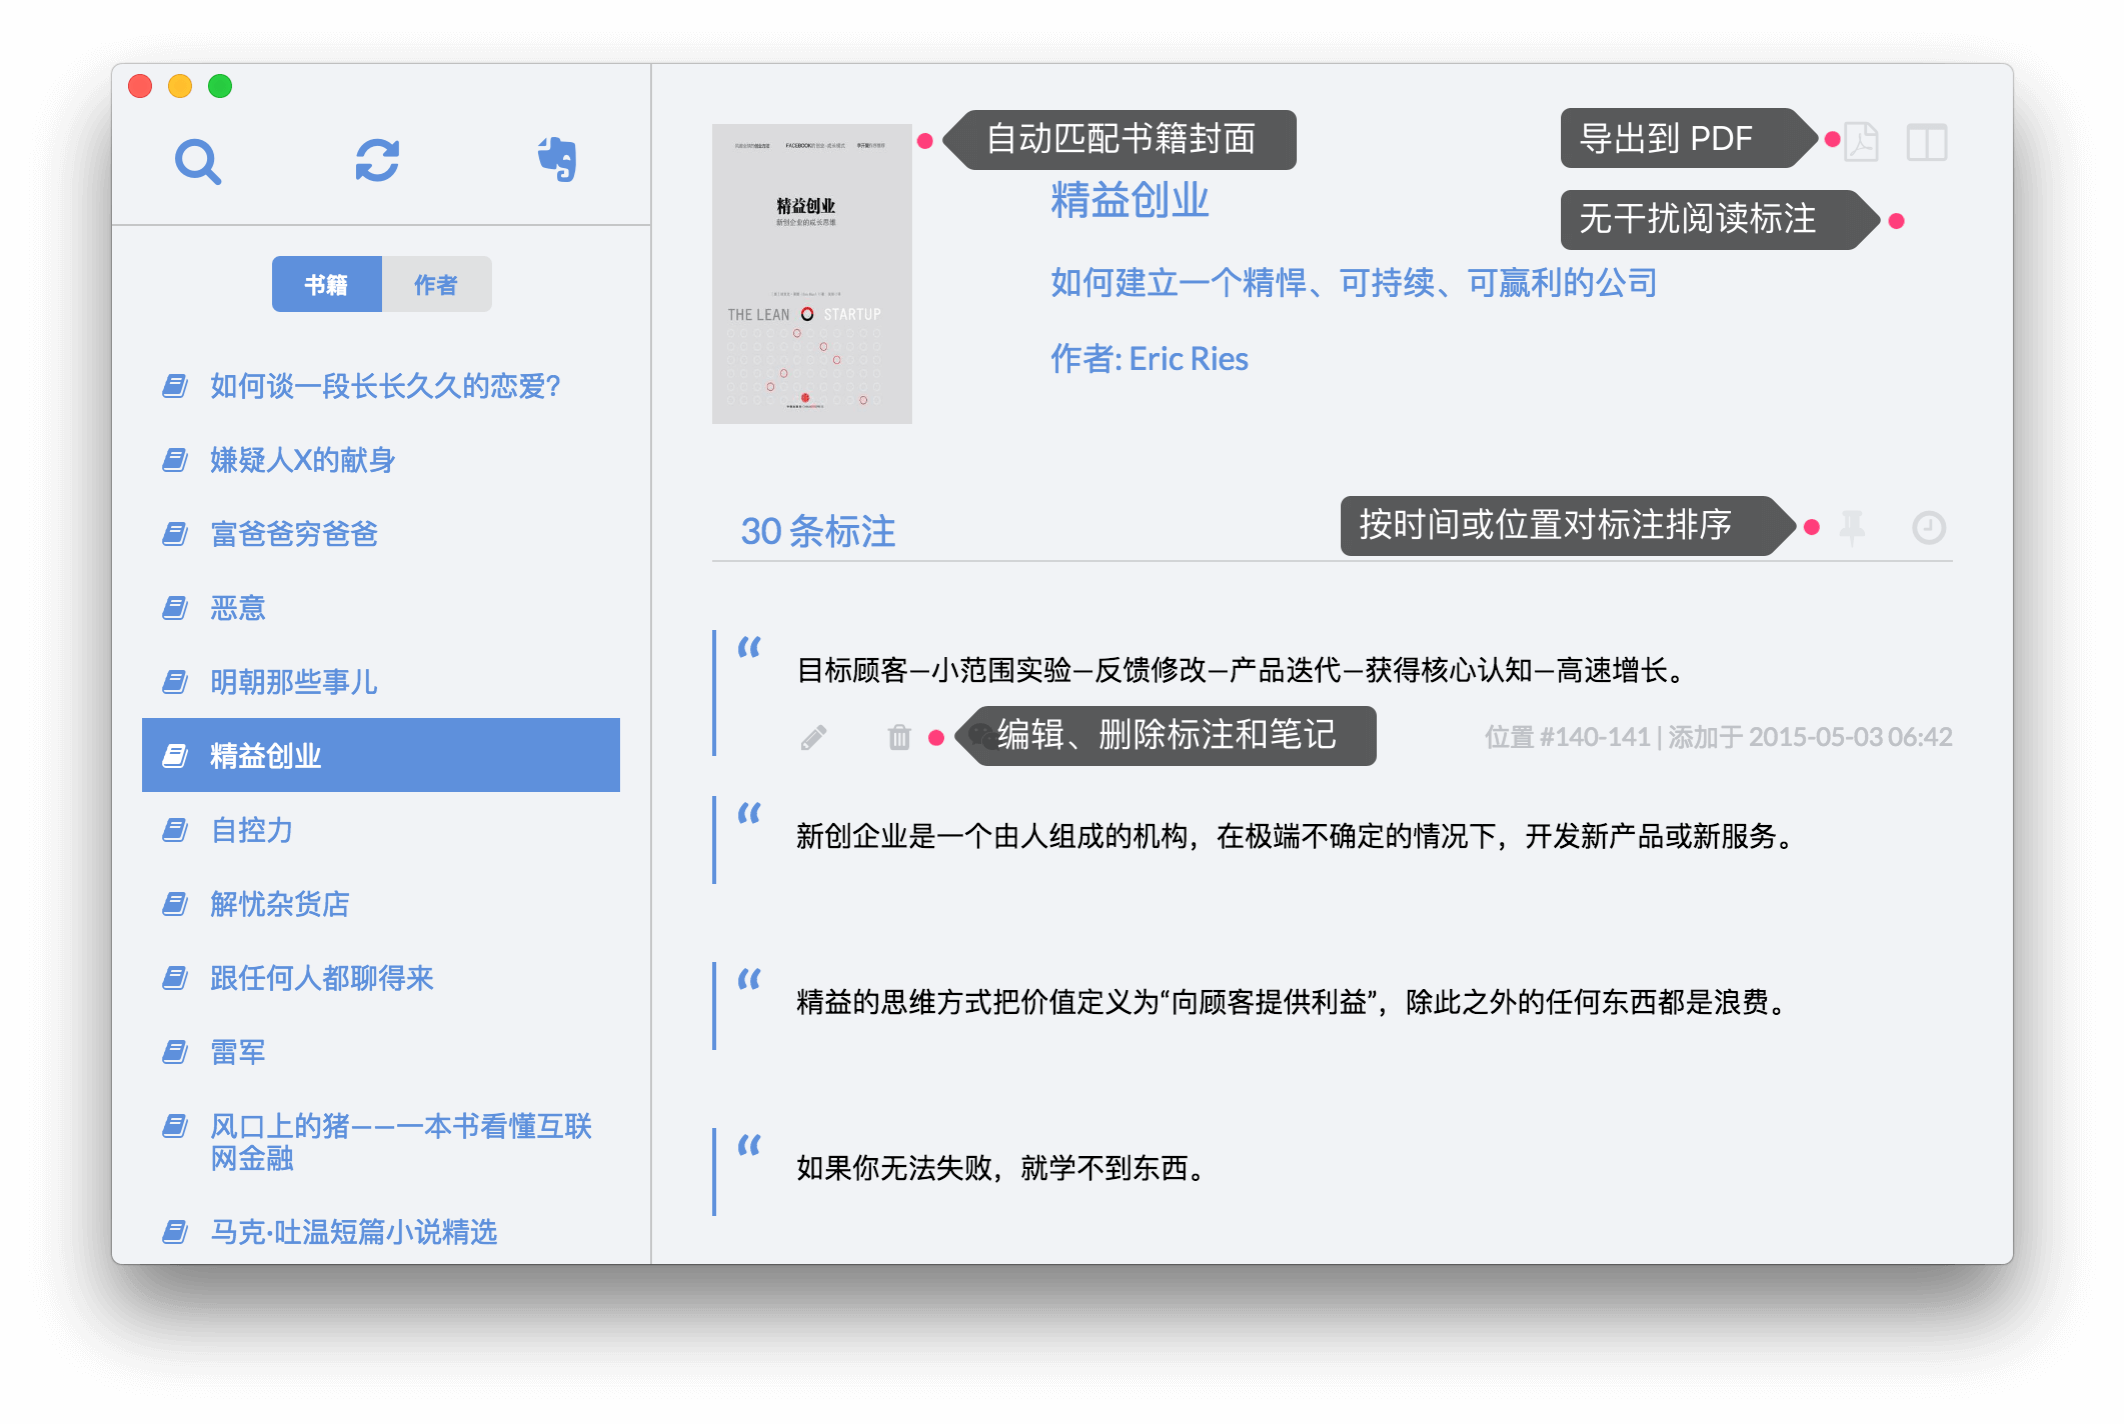 书籍
作者
如何谈一段长长久久的恋爱?
嫌疑人X的献身
富爸爸穷爸爸
恶意
明朝那些事儿
精益创业
自控力
解忧杂货店
跟任何人都聊得来
雷军
风口上的猪——一本书看懂互联
网金融
马克·吐温短篇小说精选
精益创业
新创企业的成长思维
THE LEAN STARTUP
自动匹配书籍封面
导出到 PDF
精益创业
无干扰阅读标注
如何建立一个精悍、可持续、可赢利的公司
作者: Eric Ries
30 条标注
按时间或位置对标注排序
“
目标顾客—小范围实验—反馈修改—产品迭代—获得核心认知—高速增长。
编辑、删除标注和笔记
位置 #140-141 | 添加于 2015-05-03 06:42
“
新创企业是一个由人组成的机构，在极端不确定的情况下，开发新产品或新服务。
“
精益的思维方式把价值定义为“向顾客提供利益”，除此之外的任何东西都是浪费。
“
如果你无法失败，就学不到东西。